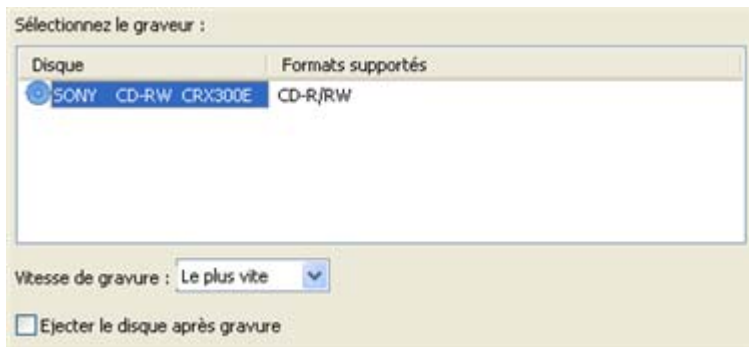 Sélectionnez le graveur :
Disque Formats supportés
SONY CD-RW CRX300E CD-R/RW
Vitesse de gravure : Le plus vite
Ejecter le disque après gravure